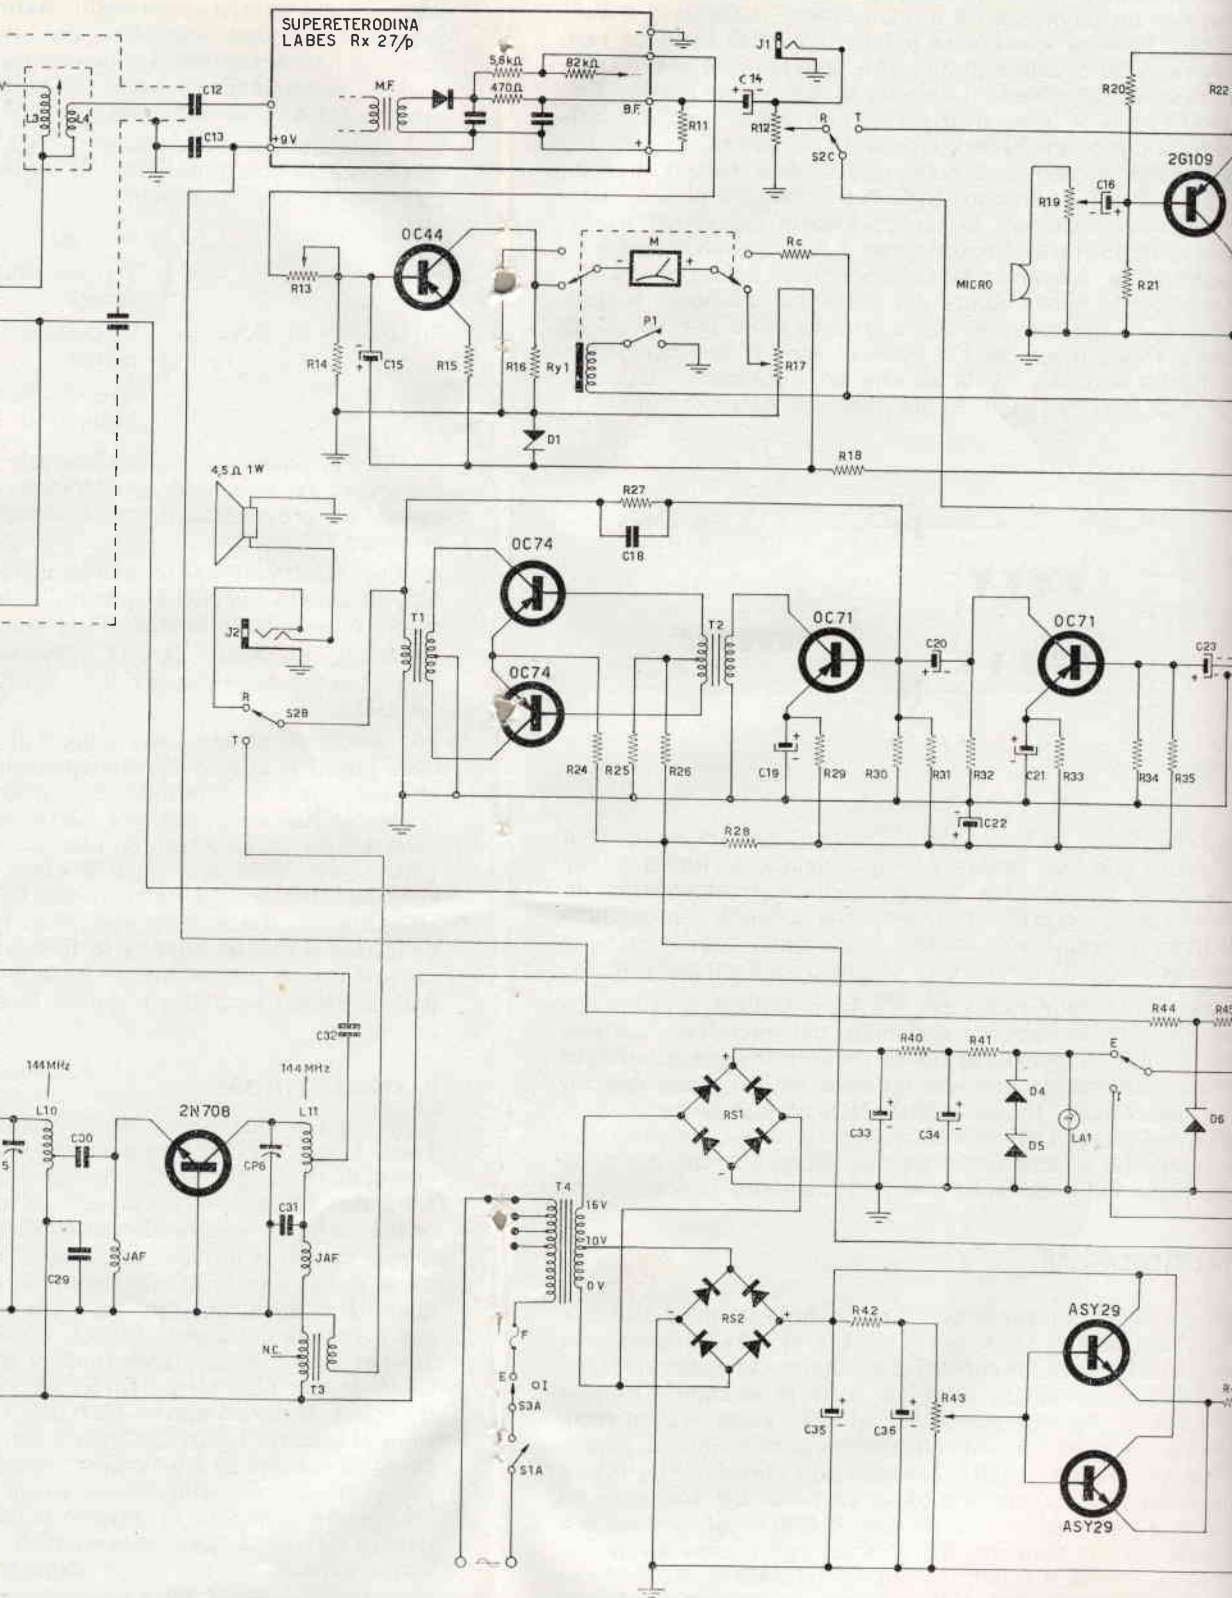 SUPERETERODINA
LABES Rx 27/p
5,6kΩ
82kΩ
470Ω
M.F.
B.F.
+9V
-
+
L3
L4
C12
C13
R11
C14
J1
R12
R
T
S2C
R20
R22
2G109
C16
R19
R21
MICRO
OC44
R13
R14
C15
R15
R16
Ry1
M
-
+
Rc
P1
R17
D1
R18
4,5Ω 1W
R27
C18
OC74
T1
T2
OC74
OC71
C20
OC71
C23
J2
R
S2B
T
R24
R25
R26
C19
R29
R30
R31
R32
C21
R33
R34
R35
C22
R28
C32
144MHz
144MHz
L10
2N708
L11
C30
CP6
C31
C29
JAF
JAF
N.C.
T3
R44
R45
R40
R41
E
I
RS1
C33
C34
D4
D5
LA1
D6
T4
16V
10V
0V
RS2
F
E
I
S3A
S1A
R42
R43
C35
C36
ASY29
ASY29